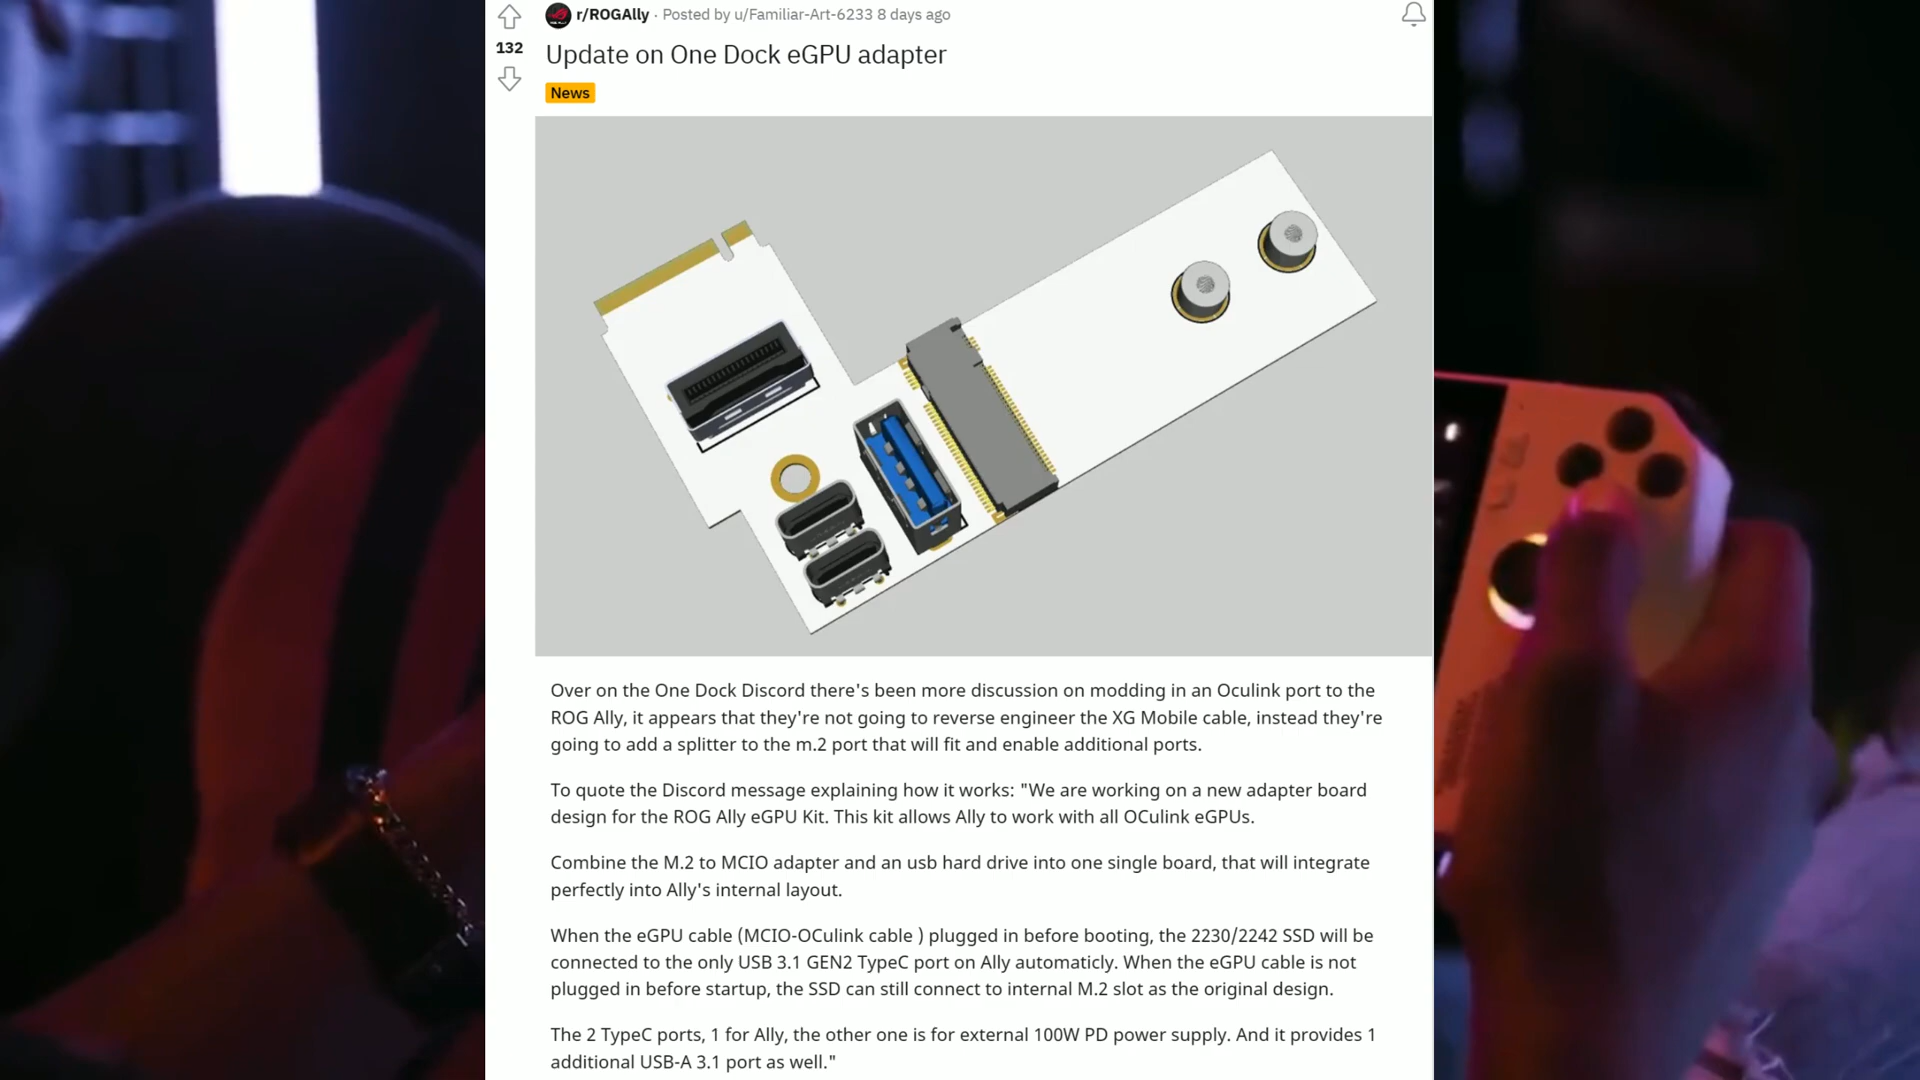 r/ROGAlly · Posted by u/Familiar-Art-6233 8 days ago
132
Update on One Dock eGPU adapter
News
Over on the One Dock Discord there's been more discussion on modding in an Oculink port to the
ROG Ally, it appears that they're not going to reverse engineer the XG Mobile cable, instead they're
going to add a splitter to the m.2 port that will fit and enable additional ports.
To quote the Discord message explaining how it works: "We are working on a new adapter board
design for the ROG Ally eGPU Kit. This kit allows Ally to work with all OCulink eGPUs.
Combine the M.2 to MCIO adapter and an usb hard drive into one single board, that will integrate
perfectly into Ally's internal layout.
When the eGPU cable (MCIO-OCulink cable ) plugged in before booting, the 2230/2242 SSD will be
connected to the only USB 3.1 GEN2 TypeC port on Ally automaticly. When the eGPU cable is not
plugged in before startup, the SSD can still connect to internal M.2 slot as the original design.
The 2 TypeC ports, 1 for Ally, the other one is for external 100W PD power supply. And it provides 1
additional USB-A 3.1 port as well."